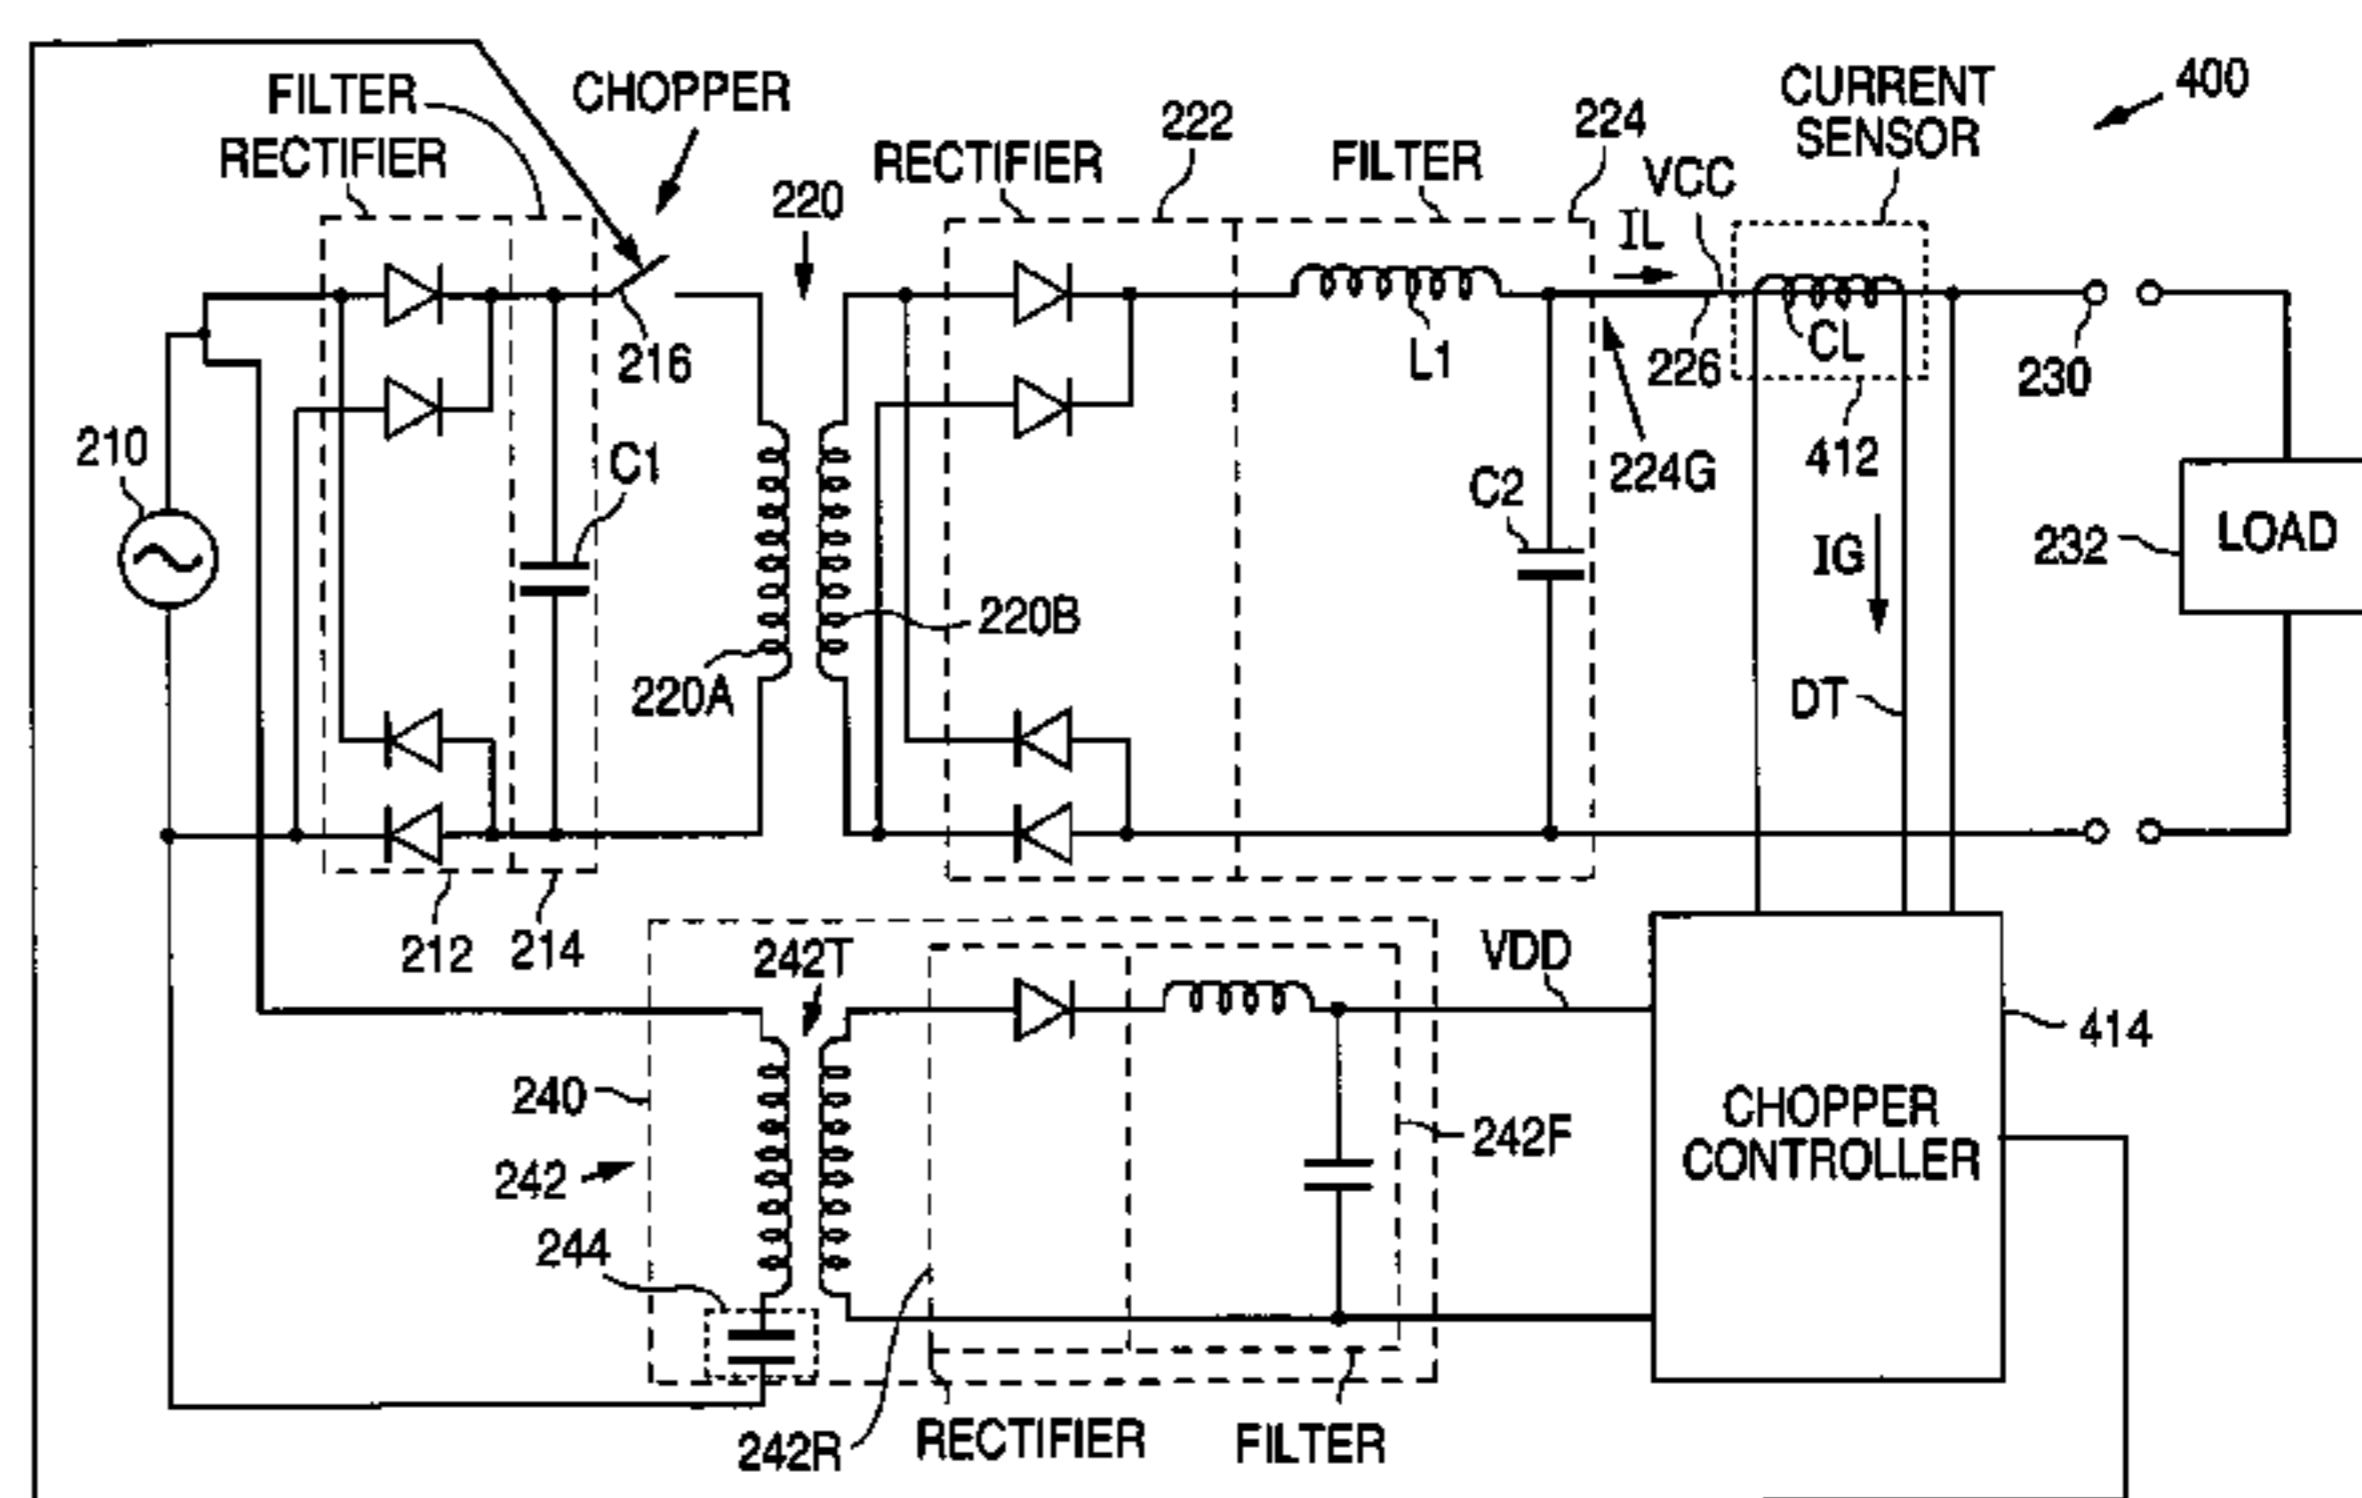 FILTER
CHOPPER
CURRENT
SENSOR
400
RECTIFIER
220
RECTIFIER
222
FILTER
224
VCC
IL
216
L1
226
CL
230
210
C1
412
224G
C2
IG
232
LOAD
220B
220A
DT
212
214
242T
VDD
414
240
CHOPPER
CONTROLLER
242F
242
244
242R
RECTIFIER
FILTER